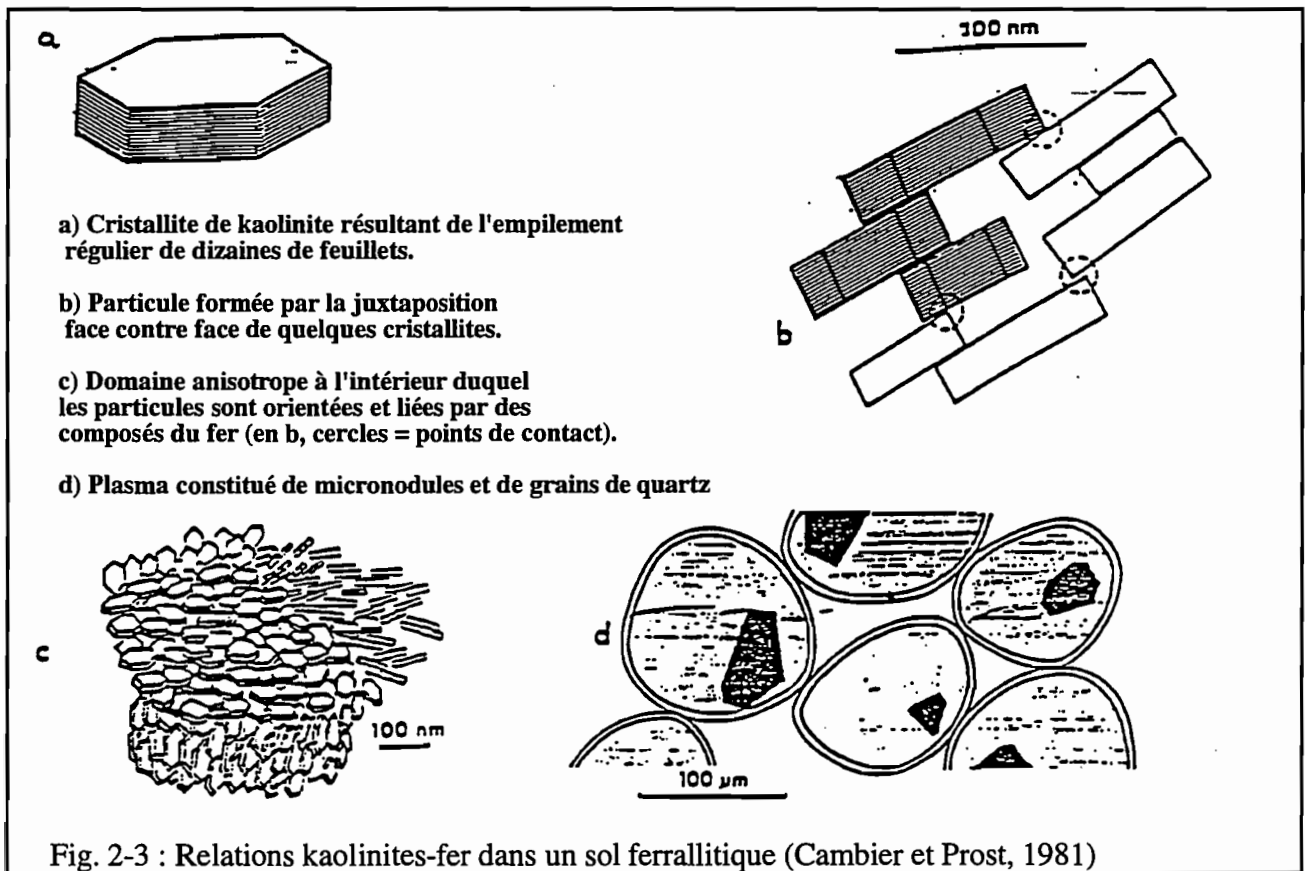 a
100 nm
a) Cristallite de kaolinite résultant de l'empilement
régulier de dizaines de feuillets.
b) Particule formée par la juxtaposition
face contre face de quelques cristallites.
b
c) Domaine anisotrope à l'intérieur duquel
les particules sont orientées et liées par des
composés du fer (en b, cercles = points de contact).
d) Plasma constitué de micronodules et de grains de quartz
c
100 nm
d
100 µm
Fig. 2-3 : Relations kaolinites-fer dans un sol ferrallitique (Cambier et Prost, 1981)